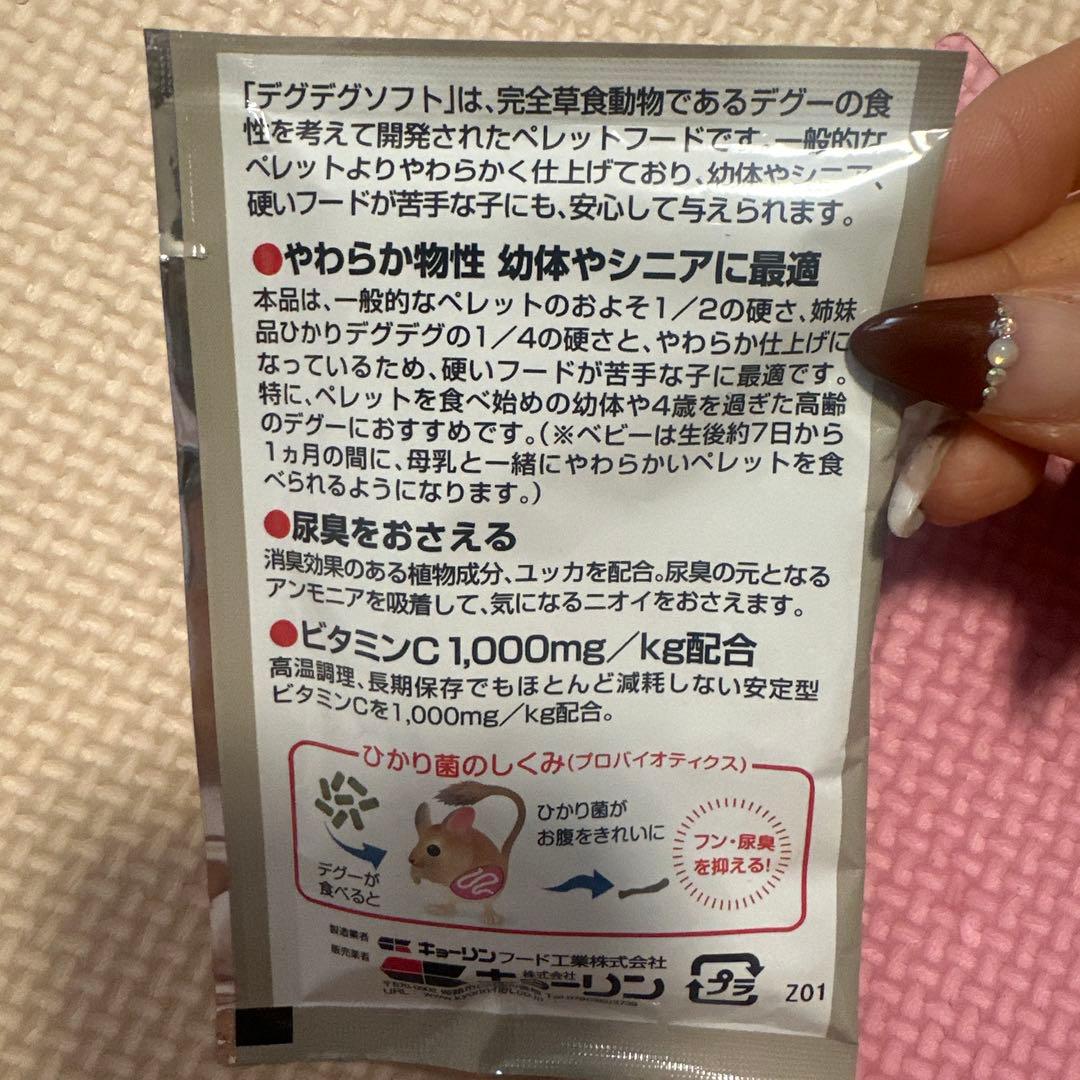 「デグデグソフト」は、完全草食動物であるデグーの食
性を考えて開発されたペレットフードです。一般的な
ペレットよりやわらかく仕上げており、幼体やシニア、
硬いフードが苦手な子にも、安心して与えられます。
●やわらか物性 幼体やシニアに最適
本品は、一般的なペレットのおよそ1/2の硬さ、姉妹
品ひかりデグデグの1/4の硬さと、やわらか仕上げに
なっているため、硬いフードが苦手な子に最適です。
特に、ペレットを食べ始めの幼体や4歳を過ぎた高齢
のデグーにおすすめです。(※ベビーは生後約7日から
1ヵ月の間に、母乳と一緒にやわらかいペレットを食
べられるようになります。)
●尿臭をおさえる
消臭効果のある植物成分、ユッカを配合。尿臭の元となる
アンモニアを吸着して、気になるニオイをおさえます。
●ビタミンC 1,000mg/kg配合
高温調理、長期保存でもほとんど減耗しない安定型
ビタミンCを1,000mg/kg配合。
ひかり菌のしくみ(プロバイオティクス)
デグーが
食べると
ひかり菌が
お腹をきれいに
フン・尿臭
を抑える!
製造業者 キョーリンフード工業株式会社
販売業者 株式会社 キョーリン
プラ
Z01